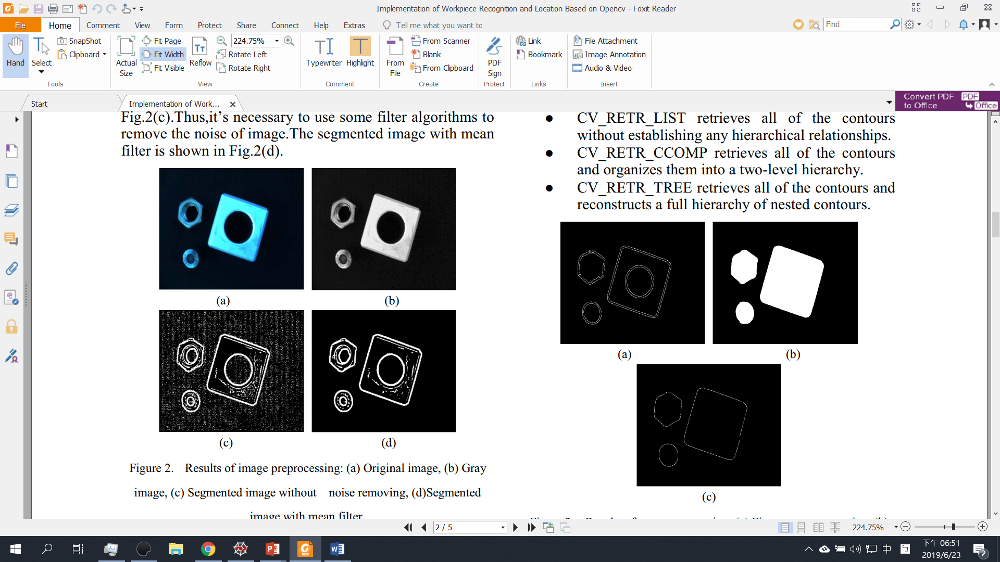 Implementation of Workpiece Recognition and Location Based on Opencv - Foxit Reader
File Home Comment View Form Protect Share Connect Help Extras Tell me what you want to Find
Hand
Select
SnapShot
Clipboard
Tools
Actual Size
Fit Page
Fit Width
Fit Visible
Reflow
224.75%
Rotate Left
Rotate Right
View
Typewriter
Highlight
Comment
From File
From Scanner
Blank
From Clipboard
Create
PDF Sign
Protect
Link
Bookmark
Links
File Attachment
Image Annotation
Audio & Video
Insert
Start
Implementation of Work...
Convert PDF to Office
PDF
Office
Fig.2(c).Thus,it's necessary to use some filter algorithms to
remove the noise of image.The segmented image with mean
filter is shown in Fig.2(d).
(a)
(b)
(c)
(d)
Figure 2. Results of image preprocessing: (a) Original image, (b) Gray
image, (c) Segmented image without noise removing, (d)Segmented
image with mean filter
● CV_RETR_LIST retrieves all of the contours
without establishing any hierarchical relationships.
● CV_RETR_CCOMP retrieves all of the contours
and organizes them into a two-level hierarchy.
● CV_RETR_TREE retrieves all of the contours and
reconstructs a full hierarchy of nested contours.
(a)
(b)
(c)
2 / 5
224.75%
中
下午 06:51
2019/6/23
2